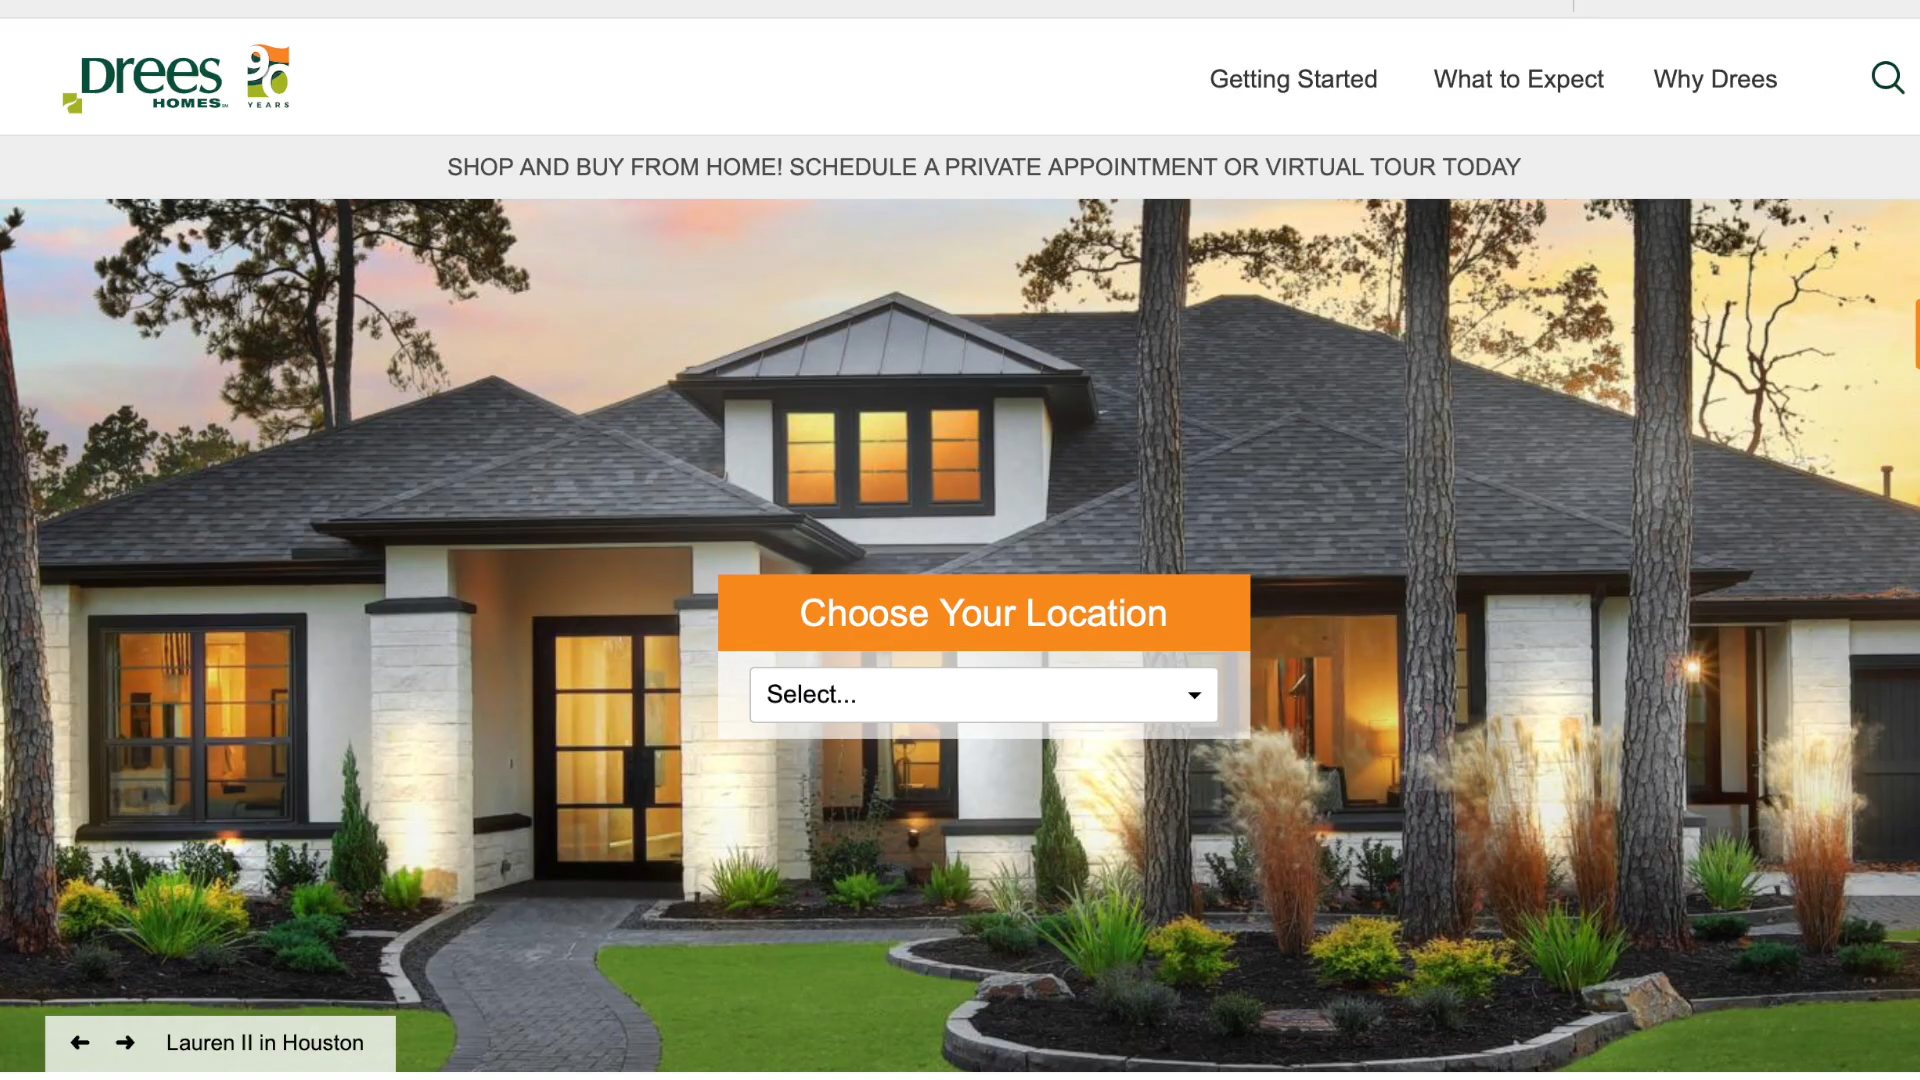 Drees
HOMES
90
YEARS
Getting Started
What to Expect
Why Drees
SHOP AND BUY FROM HOME! SCHEDULE A PRIVATE APPOINTMENT OR VIRTUAL TOUR TODAY
Choose Your Location
Select...
Lauren II in Houston